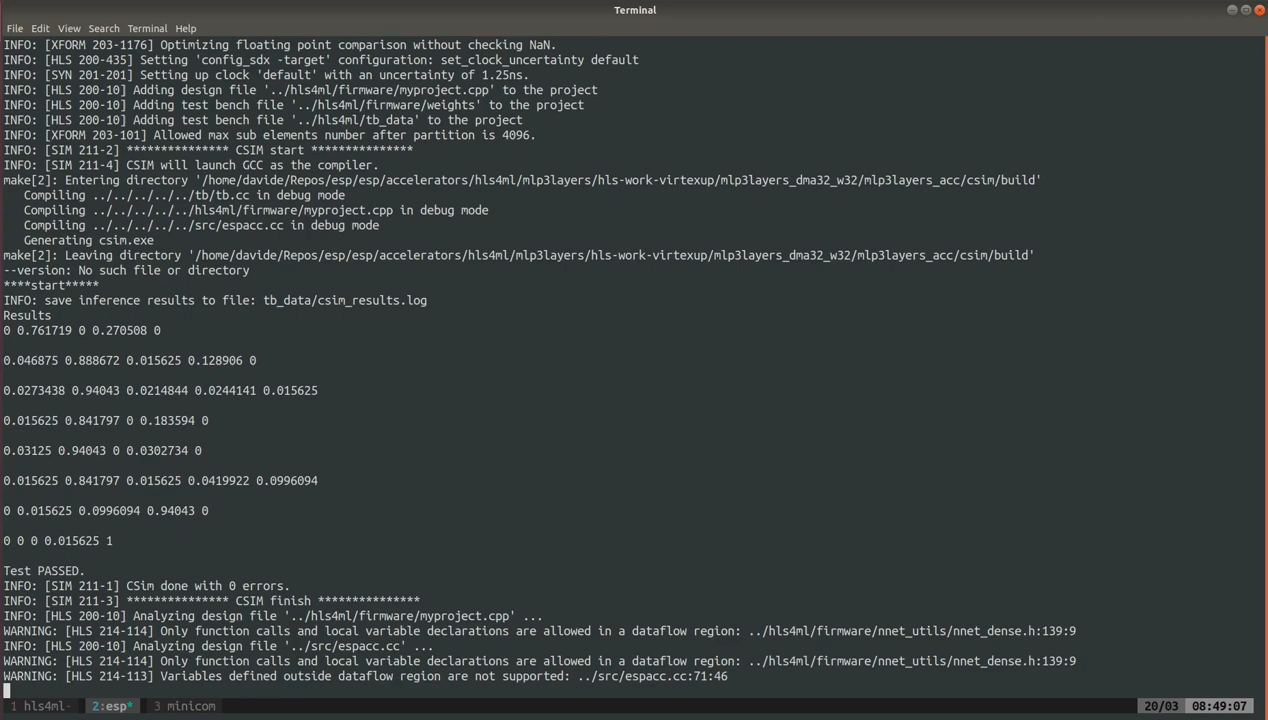 Terminal
File Edit View Search Terminal Help
INFO: [XFORM 203-1176] Optimizing floating point comparison without checking NaN.
INFO: [HLS 200-435] Setting 'config_sdx -target' configuration: set_clock_uncertainty default
INFO: [SYN 201-201] Setting up clock 'default' with an uncertainty of 1.25ns.
INFO: [HLS 200-10] Adding design file '../hls4ml/firmware/myproject.cpp' to the project
INFO: [HLS 200-10] Adding test bench file '../hls4ml/firmware/weights' to the project
INFO: [HLS 200-10] Adding test bench file '../hls4ml/tb_data' to the project
INFO: [XFORM 203-101] Allowed max sub elements number after partition is 4096.
INFO: [SIM 211-2] *************** CSIM start ***************
INFO: [SIM 211-4] CSIM will launch GCC as the compiler.
make[2]: Entering directory '/home/davide/Repos/esp/esp/accelerators/hls4ml/mlp3layers/hls-work-virtexup/mlp3layers_dma32_w32/mlp3layers_acc/csim/build'
Compiling ../../../../../tb/tb.cc in debug mode
Compiling ../../../../../hls4ml/firmware/myproject.cpp in debug mode
Compiling ../../../../../src/espacc.cc in debug mode
Generating csim.exe
make[2]: Leaving directory '/home/davide/Repos/esp/esp/accelerators/hls4ml/mlp3layers/hls-work-virtexup/mlp3layers_dma32_w32/mlp3layers_acc/csim/build'
--version: No such file or directory
****start*****
INFO: save inference results to file: tb_data/csim_results.log
Results
0 0.761719 0 0.270508 0
0.046875 0.888672 0.015625 0.128906 0
0.0273438 0.94043 0.0214844 0.0244141 0.015625
0.015625 0.841797 0 0.183594 0
0.03125 0.94043 0 0.0302734 0
0.015625 0.841797 0.015625 0.0419922 0.0996094
0 0.015625 0.0996094 0.94043 0
0 0 0 0.015625 1
Test PASSED.
INFO: [SIM 211-1] CSim done with 0 errors.
INFO: [SIM 211-3] *************** CSIM finish ***************
INFO: [HLS 200-10] Analyzing design file '../hls4ml/firmware/myproject.cpp' ...
WARNING: [HLS 214-114] Only function calls and local variable declarations are allowed in a dataflow region: ../hls4ml/firmware/nnet_utils/nnet_dense.h:139:9
INFO: [HLS 200-10] Analyzing design file '../src/espacc.cc' ...
WARNING: [HLS 214-114] Only function calls and local variable declarations are allowed in a dataflow region: ../hls4ml/firmware/nnet_utils/nnet_dense.h:139:9
WARNING: [HLS 214-113] Variables defined outside dataflow region are not supported: ../src/espacc.cc:71:46
1 hls4ml- 2:esp* 3 minicom 20/03 08:49:07